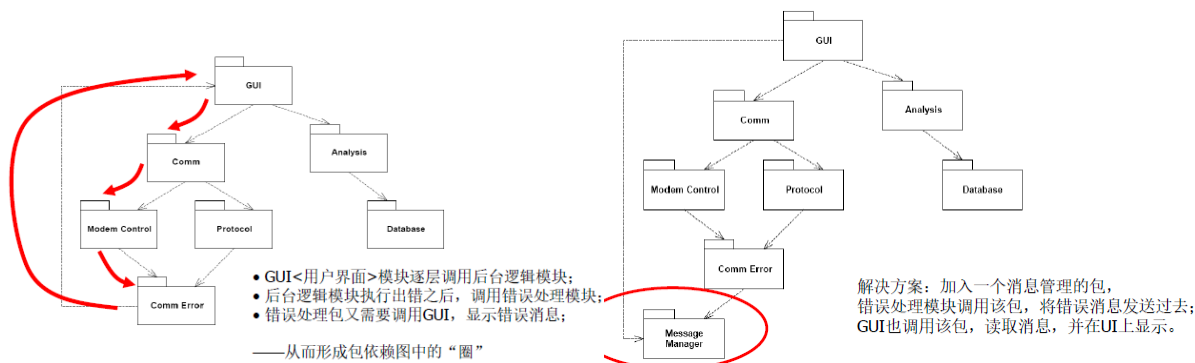 GUI
Comm
Analysis
Modem Control
Protocol
Database
Comm Error
• GUI<用户界面>模块逐层调用后台逻辑模块;
• 后台逻辑模块执行出错之后，调用错误处理模块;
• 错误处理包又需要调用GUI，显示错误消息;
——从而形成包依赖图中的“圈”
GUI
Comm
Analysis
Modem Control
Protocol
Database
Comm Error
Message
Manager
解决方案：加入一个消息管理的包，
错误处理模块调用该包，将错误消息发送过去;
GUI也调用该包，读取消息，并在UI上显示。